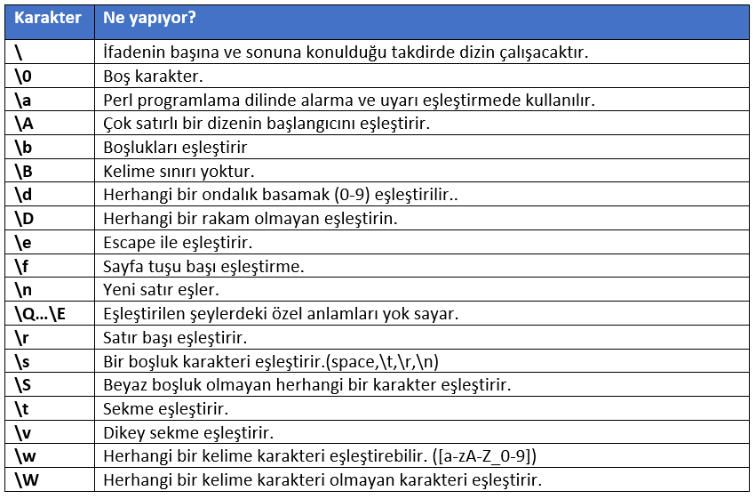 Karakter Ne yapıyor?
\ İfadenin başına ve sonuna konulduğu takdirde dizin çalışacaktır.
\0 Boş karakter.
\a Perl programlama dilinde alarma ve uyarı eşleştirmede kullanılır.
\A Çok satırlı bir dizenin başlangıcını eşleştirir.
\b Boşlukları eşleştirir
\B Kelime sınırı yoktur.
\d Herhangi bir ondalık basamak (0-9) eşleştirilir..
\D Herhangi bir rakam olmayan eşleştirin.
\e Escape ile eşleştirir.
\f Sayfa tuşu başı eşleştirme.
\n Yeni satır eşler.
\Q…\E Eşleştirilen şeylerdeki özel anlamları yok sayar.
\r Satır başı eşleştirir.
\s Bir boşluk karakteri eşleştirir.(space,\t,\r,\n)
\S Beyaz boşluk olmayan herhangi bir karakter eşleştirir.
\t Sekme eşleştirir.
\v Dikey sekme eşleştirir.
\w Herhangi bir kelime karakteri eşleştirebilir. ([a-zA-Z_0-9])
\W Herhangi bir kelime karakteri olmayan karakteri eşleştirir.